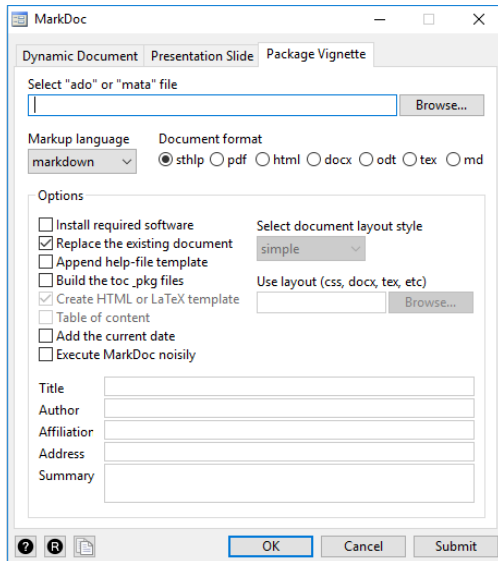 MarkDoc
Dynamic Document Presentation Slide Package Vignette
Select "ado" or "mata" file
Browse...
Markup language Document format
markdown sthlp pdf html docx odt tex md
Options
Install required software
Select document layout style
Replace the existing document
simple
Append help-file template
Build the toc ,pkg files
Use layout (css, docx, tex, etc)
Create HTML or LaTeX template
Browse...
Table of content
Add the current date
Execute MarkDoc noisily
Title
Author
Affiliation
Address
Summary
? R OK Cancel Submit